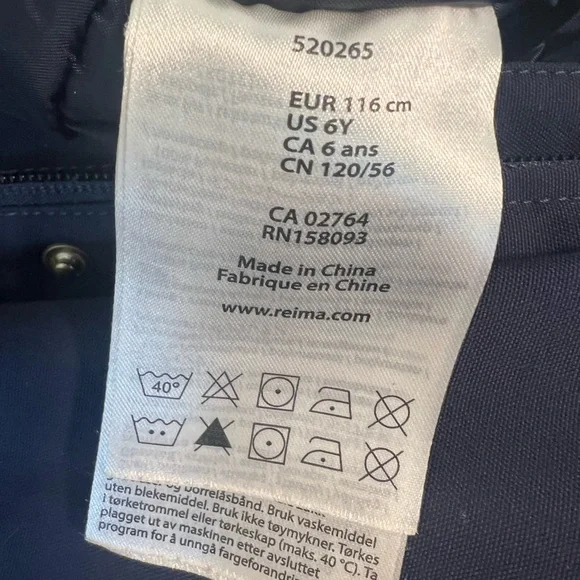 520265
EUR 116 cm
US 6Y
CA 6 ans
CN 120/56
CA 02764
RN158093
Made in China
Fabrique en Chine
www.reima.com
40°
og borrelåsbånd. Bruk vaskemiddel
uten blekemiddel. Bruk ikke tøymykner. Tørkes
i tørketrommel eller tørkeskap (maks. 40 °C). Ta
plagget ut av maskinen etter avsluttet
program for å unngå fargeforandring